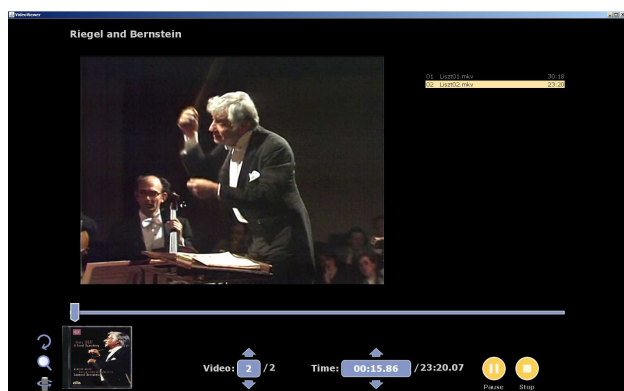 VideoViewer
Riegel and Bernstein
01 Liszt01.mkv 30:18
02 Liszt02.mkv 23:20
Video: 2 /2 Time: 00:15.86 /23:20.07
Pause Stop